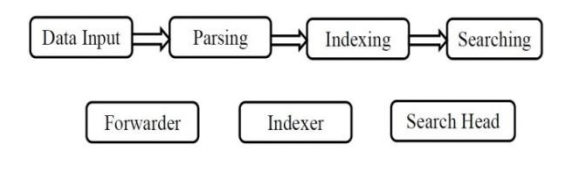 Data Input Parsing Indexing Searching
Forwarder Indexer Search Head